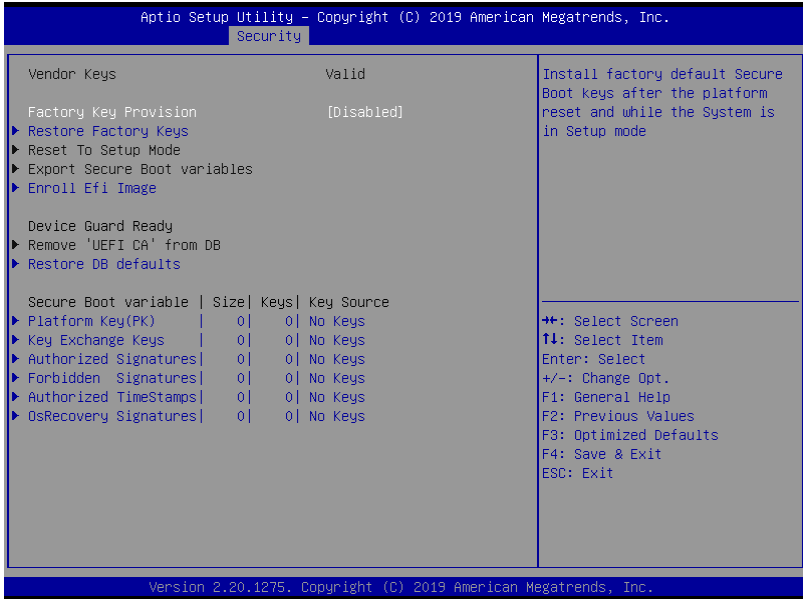 Aptio Setup Utility – Copyright (C) 2019 American Megatrends, Inc.
Security
Vendor Keys Valid
Factory Key Provision [Disabled]
Restore Factory Keys
Reset To Setup Mode
Export Secure Boot variables
Enroll Efi Image
Device Guard Ready
Remove 'UEFI CA' from DB
Restore DB defaults
Secure Boot variable | Size| Keys| Key Source
Platform Key(PK) | 0| 0| No Keys
Key Exchange Keys | 0| 0| No Keys
Authorized Signatures| 0| 0| No Keys
Forbidden Signatures| 0| 0| No Keys
Authorized TimeStamps| 0| 0| No Keys
OsRecovery Signatures| 0| 0| No Keys
Install factory default Secure
Boot keys after the platform
reset and while the System is
in Setup mode
→←: Select Screen
↑↓: Select Item
Enter: Select
+/-: Change Opt.
F1: General Help
F2: Previous Values
F3: Optimized Defaults
F4: Save & Exit
ESC: Exit
Version 2.20.1275. Copyright (C) 2019 American Megatrends, Inc.